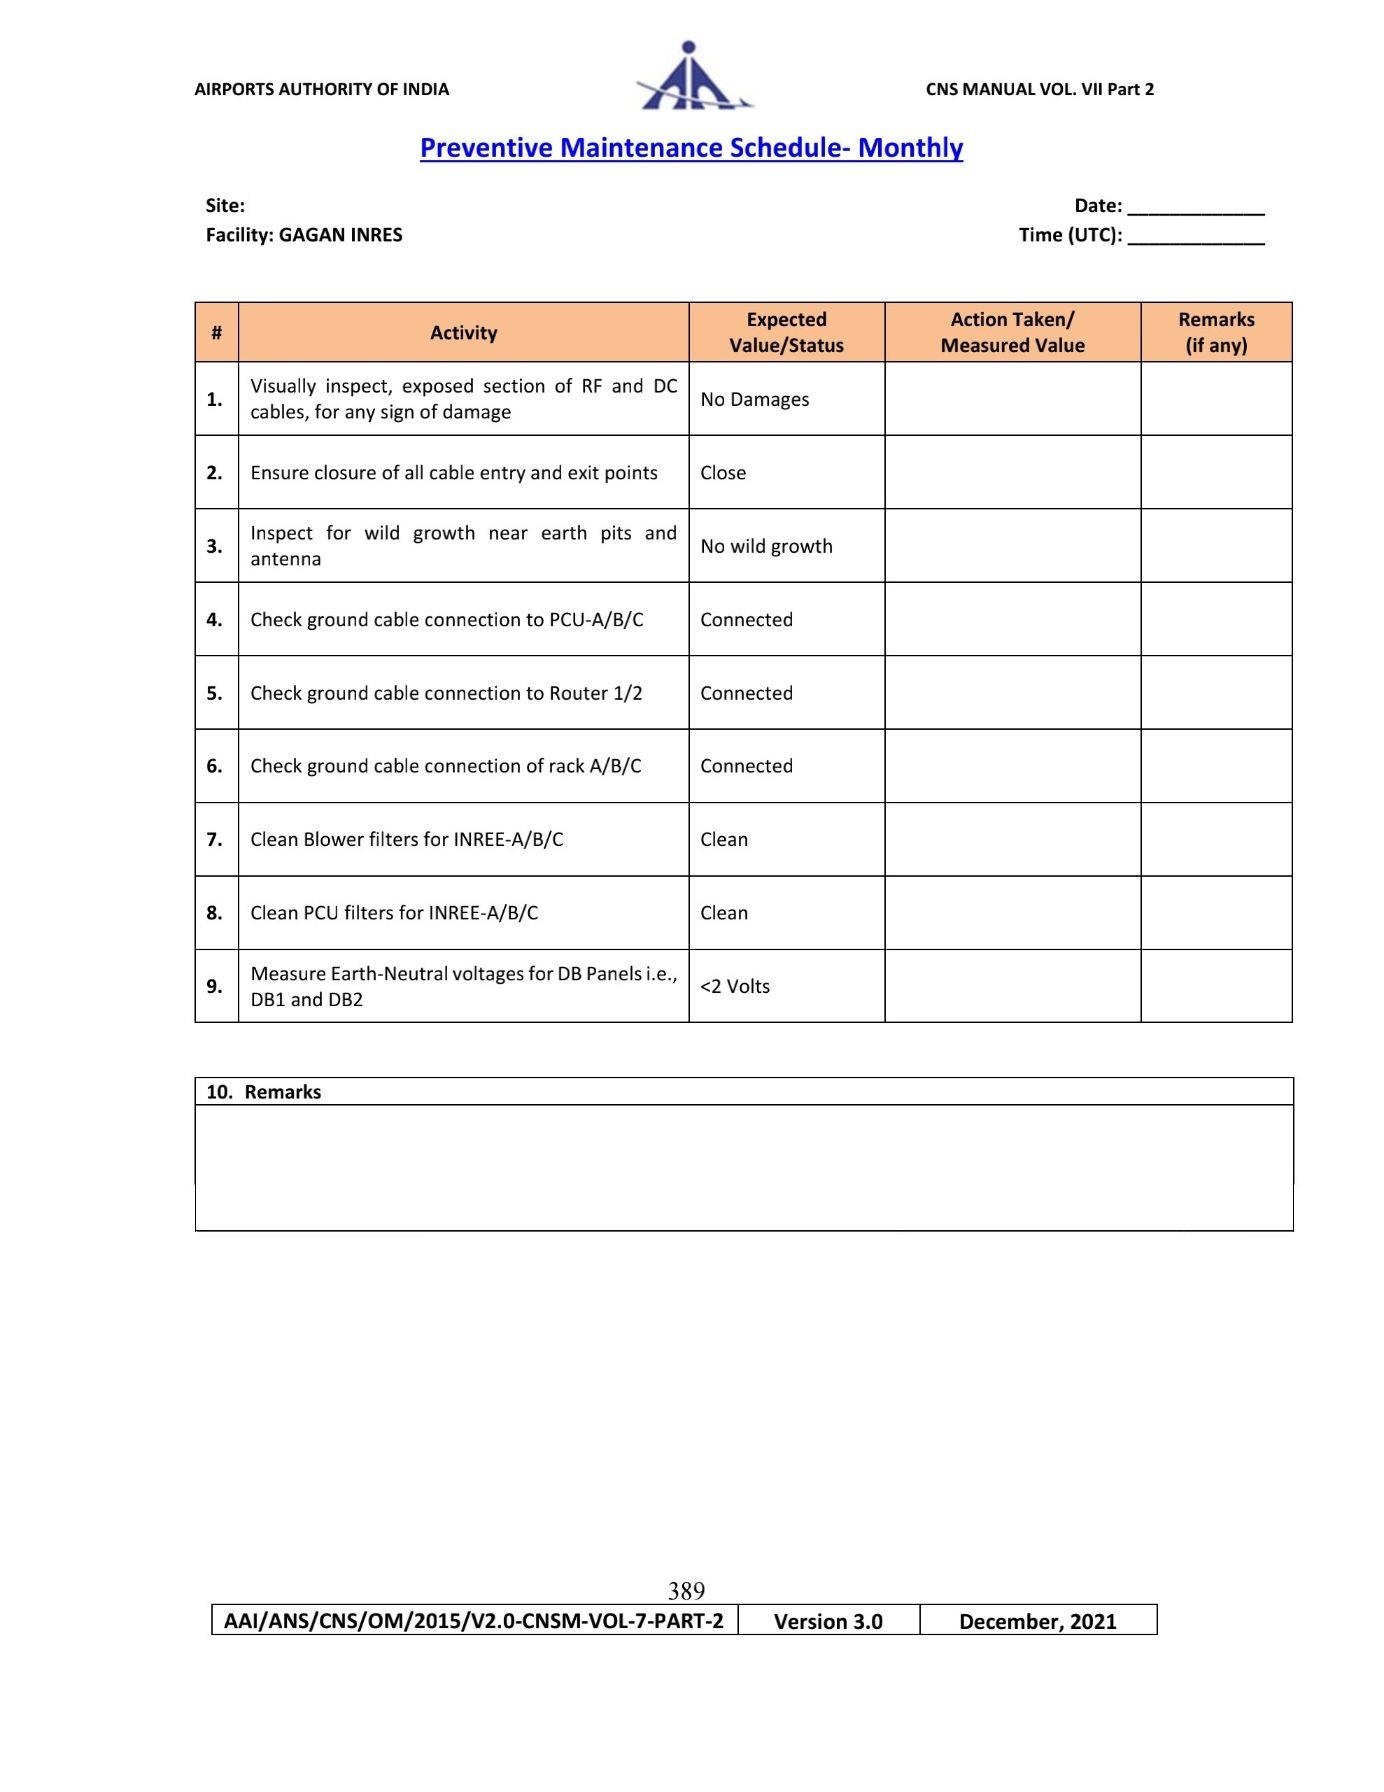 AIRPORTS AUTHORITY OF INDIA
CNS MANUAL VOL. VII Part 2
Preventive Maintenance Schedule- Monthly
Site:
Date: _____________
Facility: GAGAN INRES
Time (UTC): _____________
# Activity Expected Value/Status Action Taken/ Measured Value Remarks (if any)
1. Visually inspect, exposed section of RF and DC
cables, for any sign of damage
No Damages
2. Ensure closure of all cable entry and exit points Close
3. Inspect for wild growth near earth pits and
antenna
No wild growth
4. Check ground cable connection to PCU-A/B/C Connected
5. Check ground cable connection to Router 1/2 Connected
6. Check ground cable connection of rack A/B/C Connected
7. Clean Blower filters for INREE-A/B/C Clean
8. Clean PCU filters for INREE-A/B/C Clean
9. Measure Earth-Neutral voltages for DB Panels i.e.,
DB1 and DB2
<2 Volts
10. Remarks
389
AAI/ANS/CNS/OM/2015/V2.0-CNSM-VOL-7-PART-2 Version 3.0 December, 2021